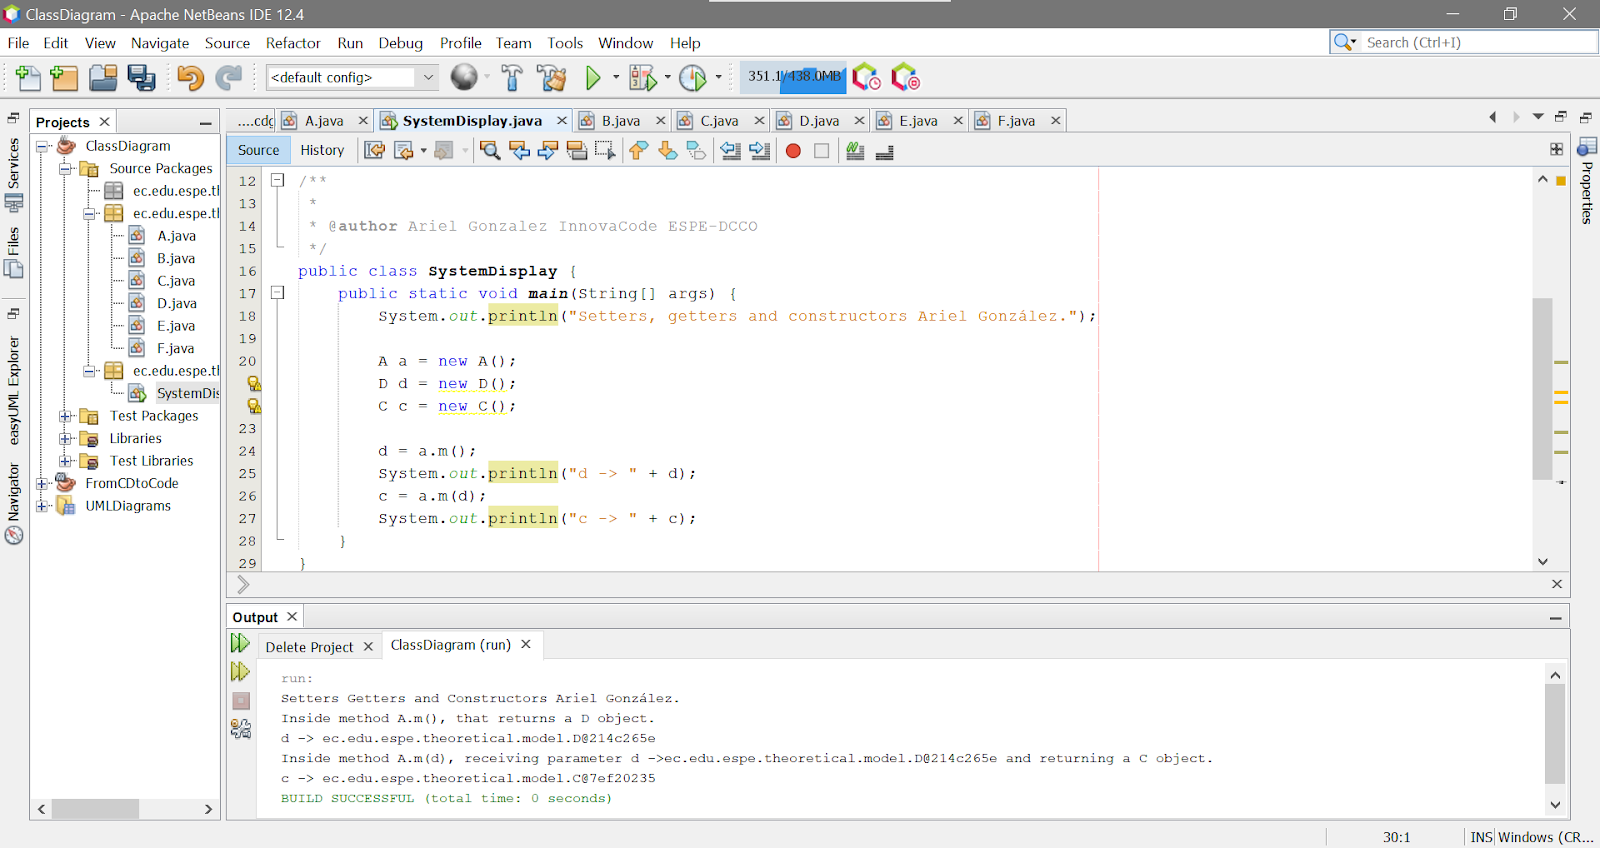 ClassDiagram - Apache NetBeans IDE 12.4
File Edit View Navigate Source Refactor Run Debug Profile Team Tools Window Help
Search (Ctrl+I)
<default config>
351.1/438.0MB
Projects
....cdg A.java SystemDisplay.java B.java C.java D.java E.java F.java
Source History
Services
Files
easyUML Explorer
Navigator
Properties
ClassDiagram
Source Packages
ec.edu.espe.tl
ec.edu.espe.tl
A.java
B.java
C.java
D.java
E.java
F.java
ec.edu.espe.tl
SystemDis
Test Packages
Libraries
Test Libraries
FromCDtoCode
UMLDiagrams
12 /**
13 *
14 * @author Ariel Gonzalez InnovaCode ESPE-DCCO
15 */
16 public class SystemDisplay {
17 public static void main(String[] args) {
18 System.out.println("Setters, getters and constructors Ariel González.");
19
20 A a = new A();
D d = new D();
C c = new C();
23
24 d = a.m();
25 System.out.println("d -> " + d);
26 c = a.m(d);
27 System.out.println("c -> " + c);
28 }
29 }
Output
Delete Project ClassDiagram (run)
run:
Setters Getters and Constructors Ariel González.
Inside method A.m(), that returns a D object.
d -> ec.edu.espe.theoretical.model.D@214c265e
Inside method A.m(d), receiving parameter d ->ec.edu.espe.theoretical.model.D@214c265e and returning a C object.
c -> ec.edu.espe.theoretical.model.C@7ef20235
BUILD SUCCESSFUL (total time: 0 seconds)
30:1 INS Windows (CR...